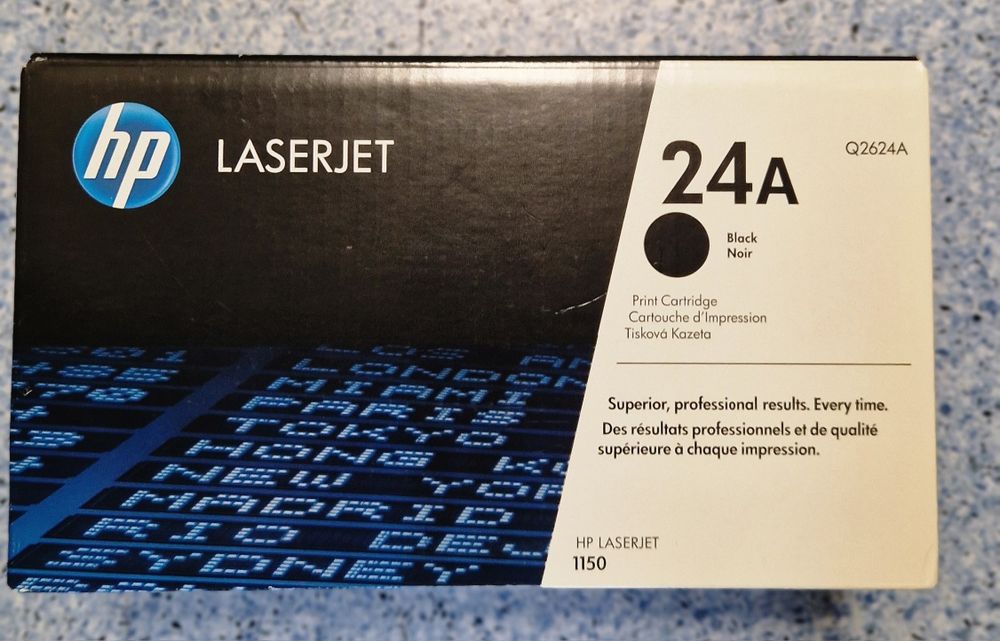 hp LASERJET
24A
Q2624A
Black
Noir
Print Cartridge
Cartouche d'Impression
Tisková Kazeta
Superior, professional results. Every time.
Des résultats professionnels et de qualité
supérieure à chaque impression.
HP LASERJET
1150
LONDON
MIAMI
PARIS
TOKYO
HONG
NEW YOR
MADRID
RIO DE
SYDNEY